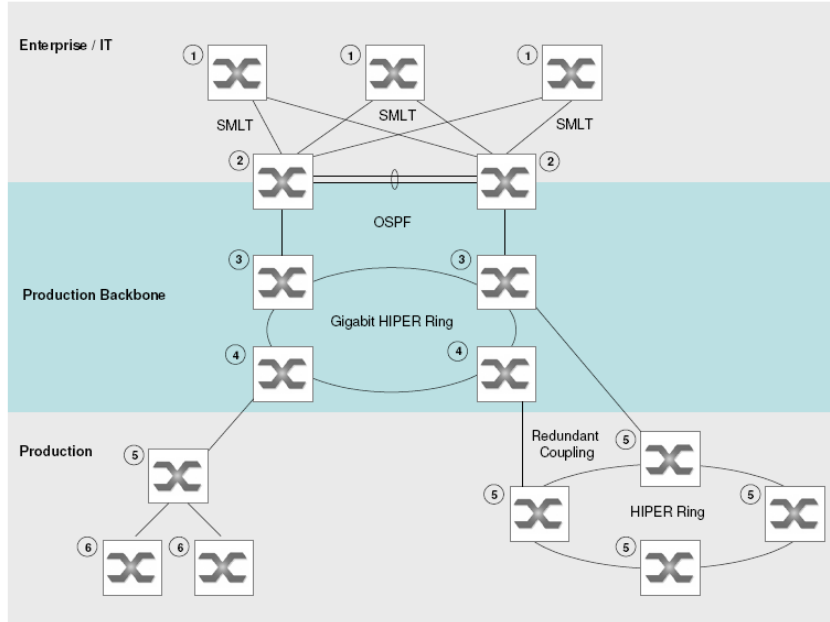 Enterprise / IT
1
1
1
SMLT
SMLT
SMLT
2
2
OSPF
3
3
Production Backbone
Gigabit HIPER Ring
4
4
Production
Redundant
Coupling
5
5
5
5
HIPER Ring
5
6
6